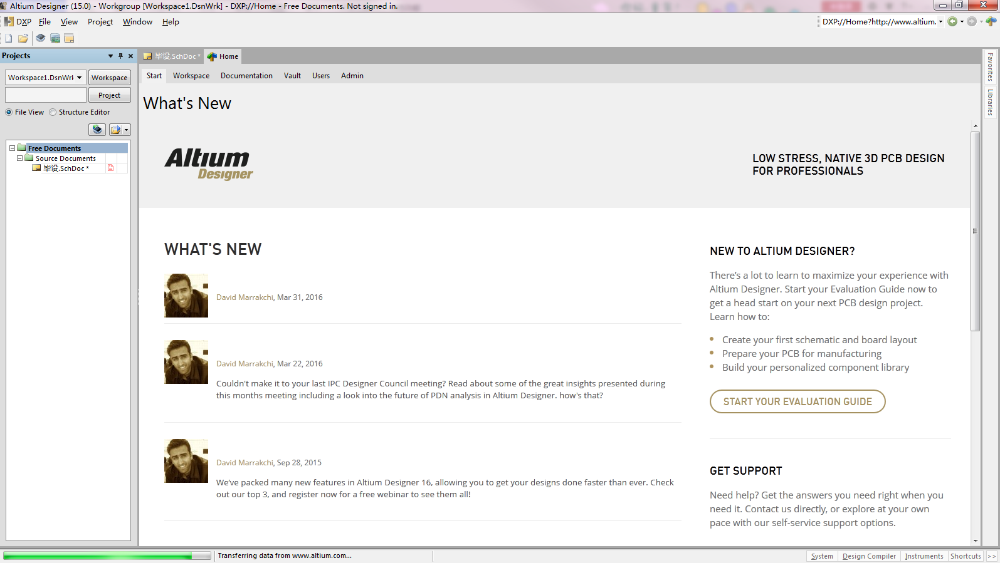 Altium Designer (15.0) - Workgroup [Workspace1.DsnWrk] - DXP://Home - Free Documents. Not signed in.
DXP File View Project Window Help
DXP://Home?http://www.altium.
Projects
毕设.SchDoc * Home
Favorites
Libraries
Workspace1.DsnWrk Workspace
Project
File View Structure Editor
Free Documents
Source Documents
毕设.SchDoc *
Start Workspace Documentation Vault Users Admin
What's New
Altium
Designer
LOW STRESS, NATIVE 3D PCB DESIGN
FOR PROFESSIONALS
WHAT'S NEW
David Marrakchi, Mar 31, 2016
David Marrakchi, Mar 22, 2016
Couldn't make it to your last IPC Designer Council meeting? Read about some of the great insights presented during
this months meeting including a look into the future of PDN analysis in Altium Designer. how's that?
David Marrakchi, Sep 28, 2015
We've packed many new features in Altium Designer 16, allowing you to get your designs done faster than ever. Check
out our top 3, and register now for a free webinar to see them all!
NEW TO ALTIUM DESIGNER?
There's a lot to learn to maximize your experience with
Altium Designer. Start your Evaluation Guide now to
get a head start on your next PCB design project.
Learn how to:
Create your first schematic and board layout
Prepare your PCB for manufacturing
Build your personalized component library
START YOUR EVALUATION GUIDE
GET SUPPORT
Need help? Get the answers you need right when you
need it. Contact us directly, or explore at your own
pace with our self-service support options.
Transferring data from www.altium.com...
System Design Compiler Instruments Shortcuts >>